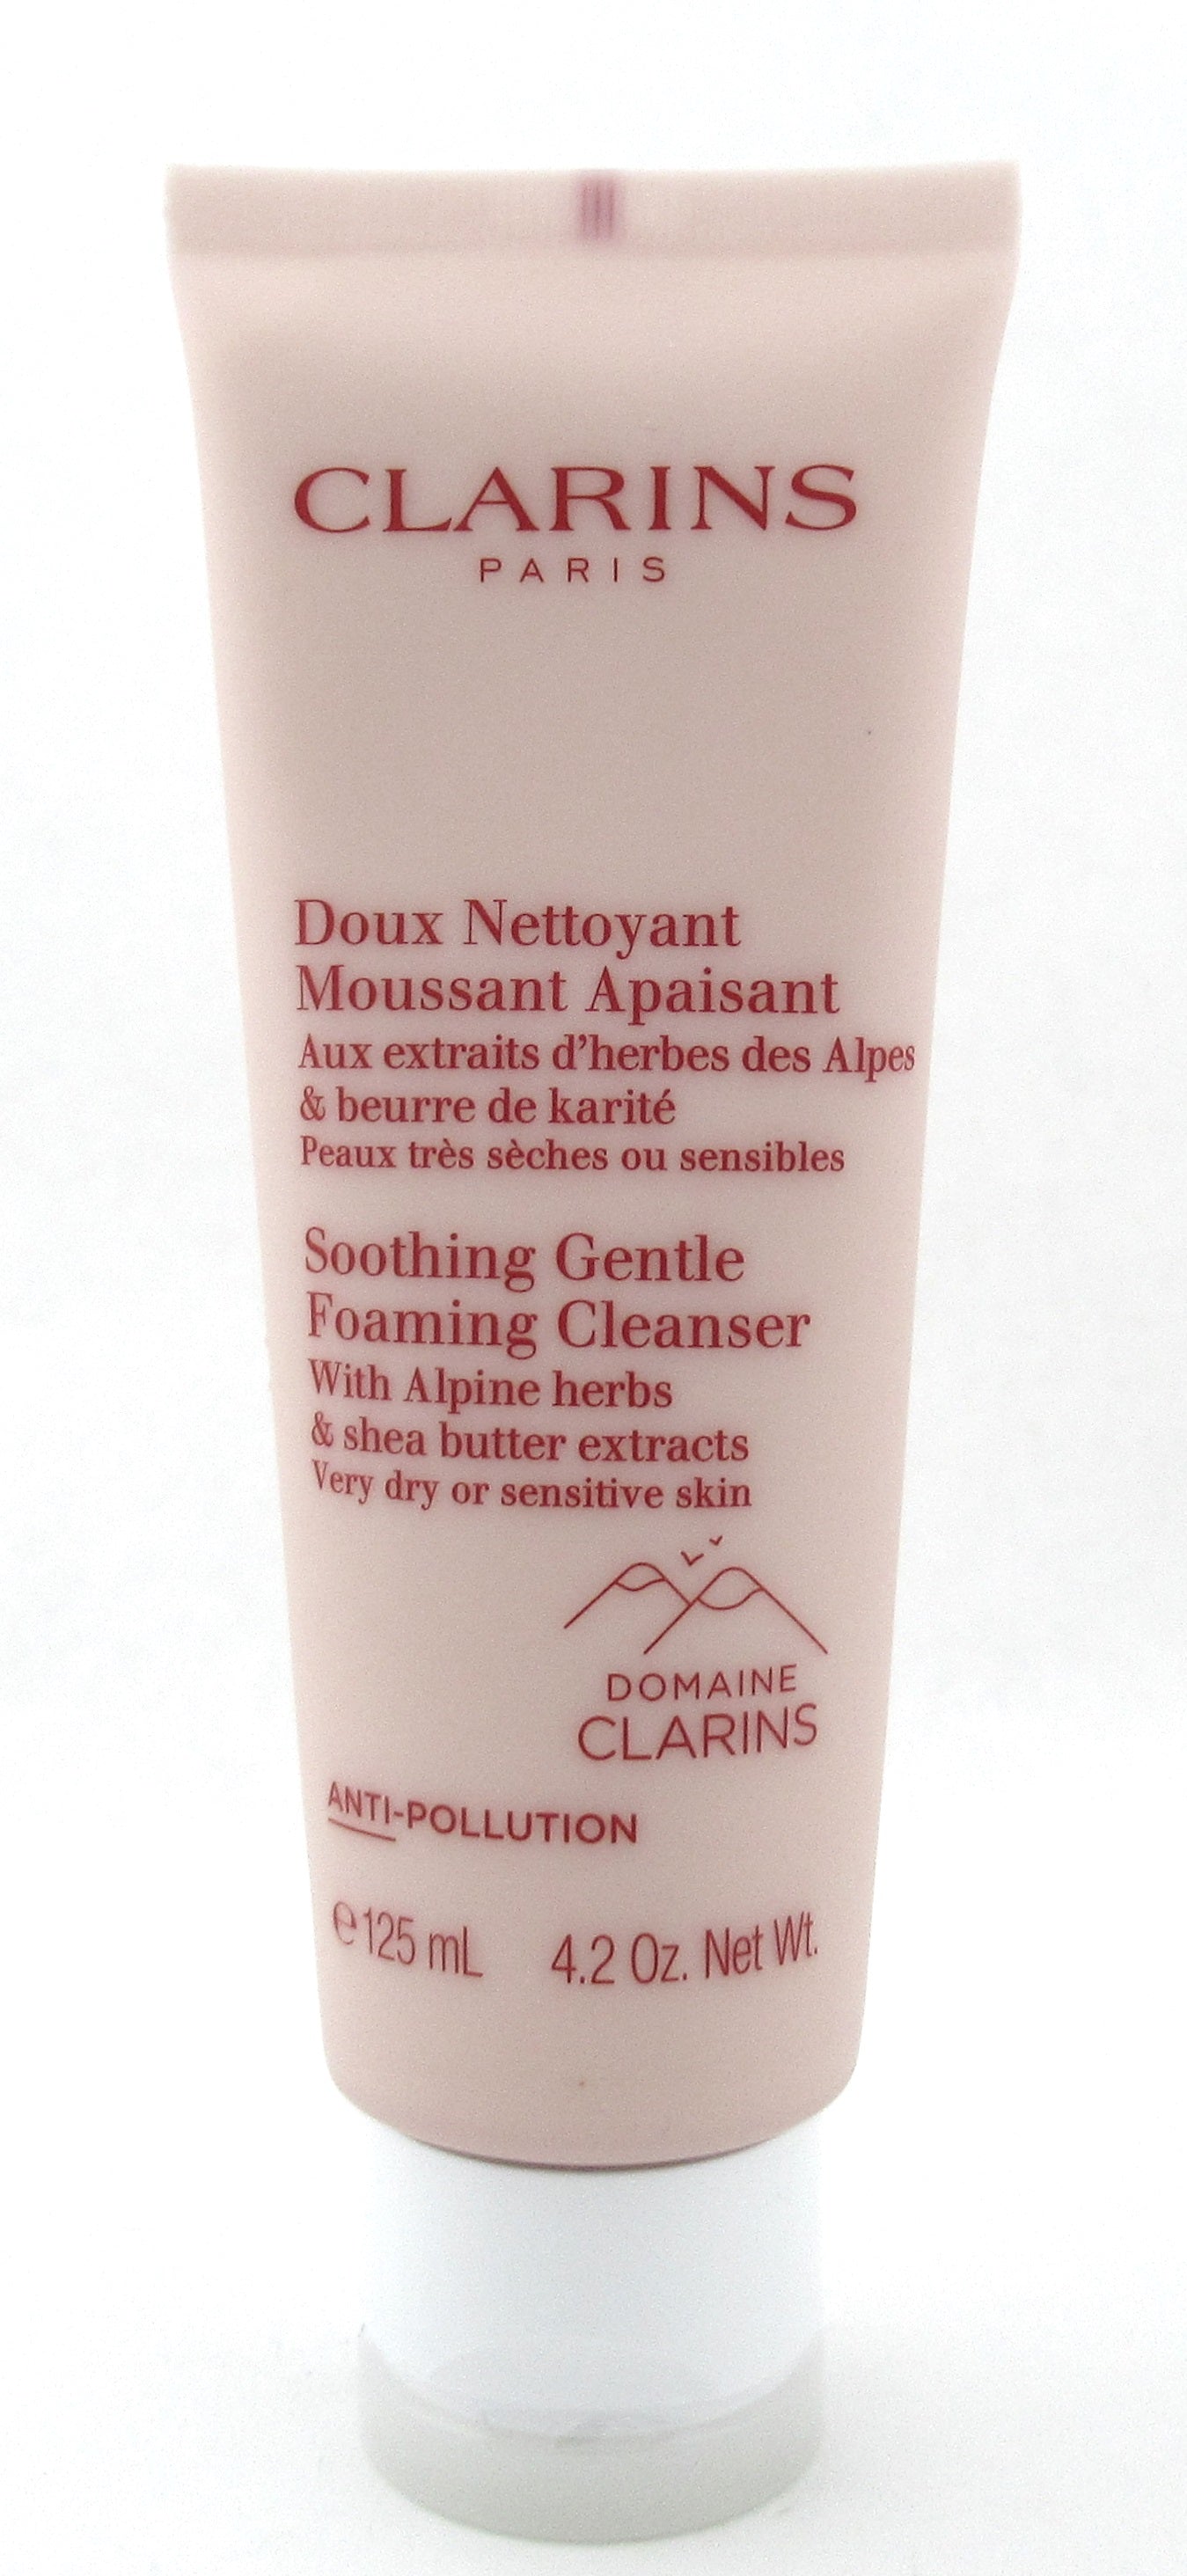 CLARINS
PARIS
Doux Nettoyant
Moussant Apaisant
Aux extraits d’herbes des Alpes
& beurre de karité
Peaux très sèches ou sensibles
Soothing Gentle
Foaming Cleanser
With Alpine herbs
& shea butter extracts
Very dry or sensitive skin
DOMAINE
CLARINS
ANTI-POLLUTION
℮125 mL 4.2 Oz. Net Wt.